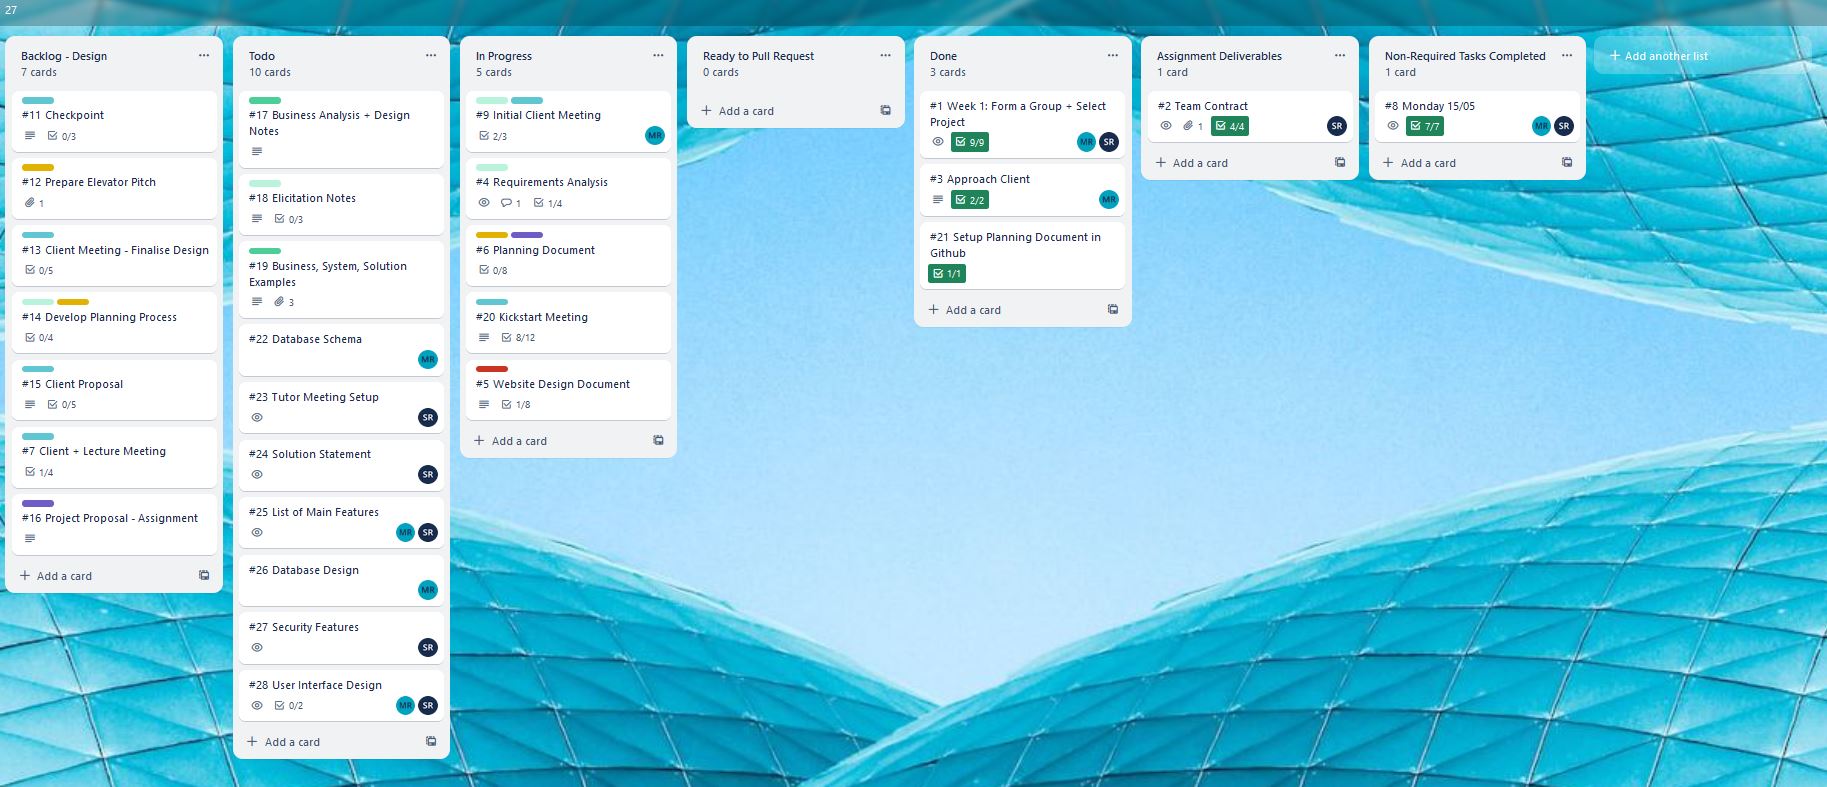 27
Backlog - Design
7 cards
#11 Checkpoint
0/3
#12 Prepare Elevator Pitch
1
#13 Client Meeting - Finalise Design
0/5
#14 Develop Planning Process
0/4
#15 Client Proposal
0/5
#7 Client + Lecture Meeting
1/4
#16 Project Proposal - Assignment
+ Add a card
Todo
10 cards
#17 Business Analysis + Design
Notes
#18 Elicitation Notes
0/3
#19 Business, System, Solution
Examples
3
#22 Database Schema
MR
#23 Tutor Meeting Setup
SR
#24 Solution Statement
SR
#25 List of Main Features
MR SR
#26 Database Design
MR
#27 Security Features
SR
#28 User Interface Design
0/2 MR SR
+ Add a card
In Progress
5 cards
#9 Initial Client Meeting
2/3 MR
#4 Requirements Analysis
1 1/4
#6 Planning Document
0/8
#20 Kickstart Meeting
8/12
#5 Website Design Document
1/8
+ Add a card
Ready to Pull Request
0 cards
+ Add a card
Done
3 cards
#1 Week 1: Form a Group + Select
Project
9/9 MR SR
#3 Approach Client
2/2 MR
#21 Setup Planning Document in
Github
1/1
+ Add a card
Assignment Deliverables
1 card
#2 Team Contract
1 4/4 SR
+ Add a card
Non-Required Tasks Completed
1 card
#8 Monday 15/05
7/7 MR SR
+ Add a card
+ Add another list